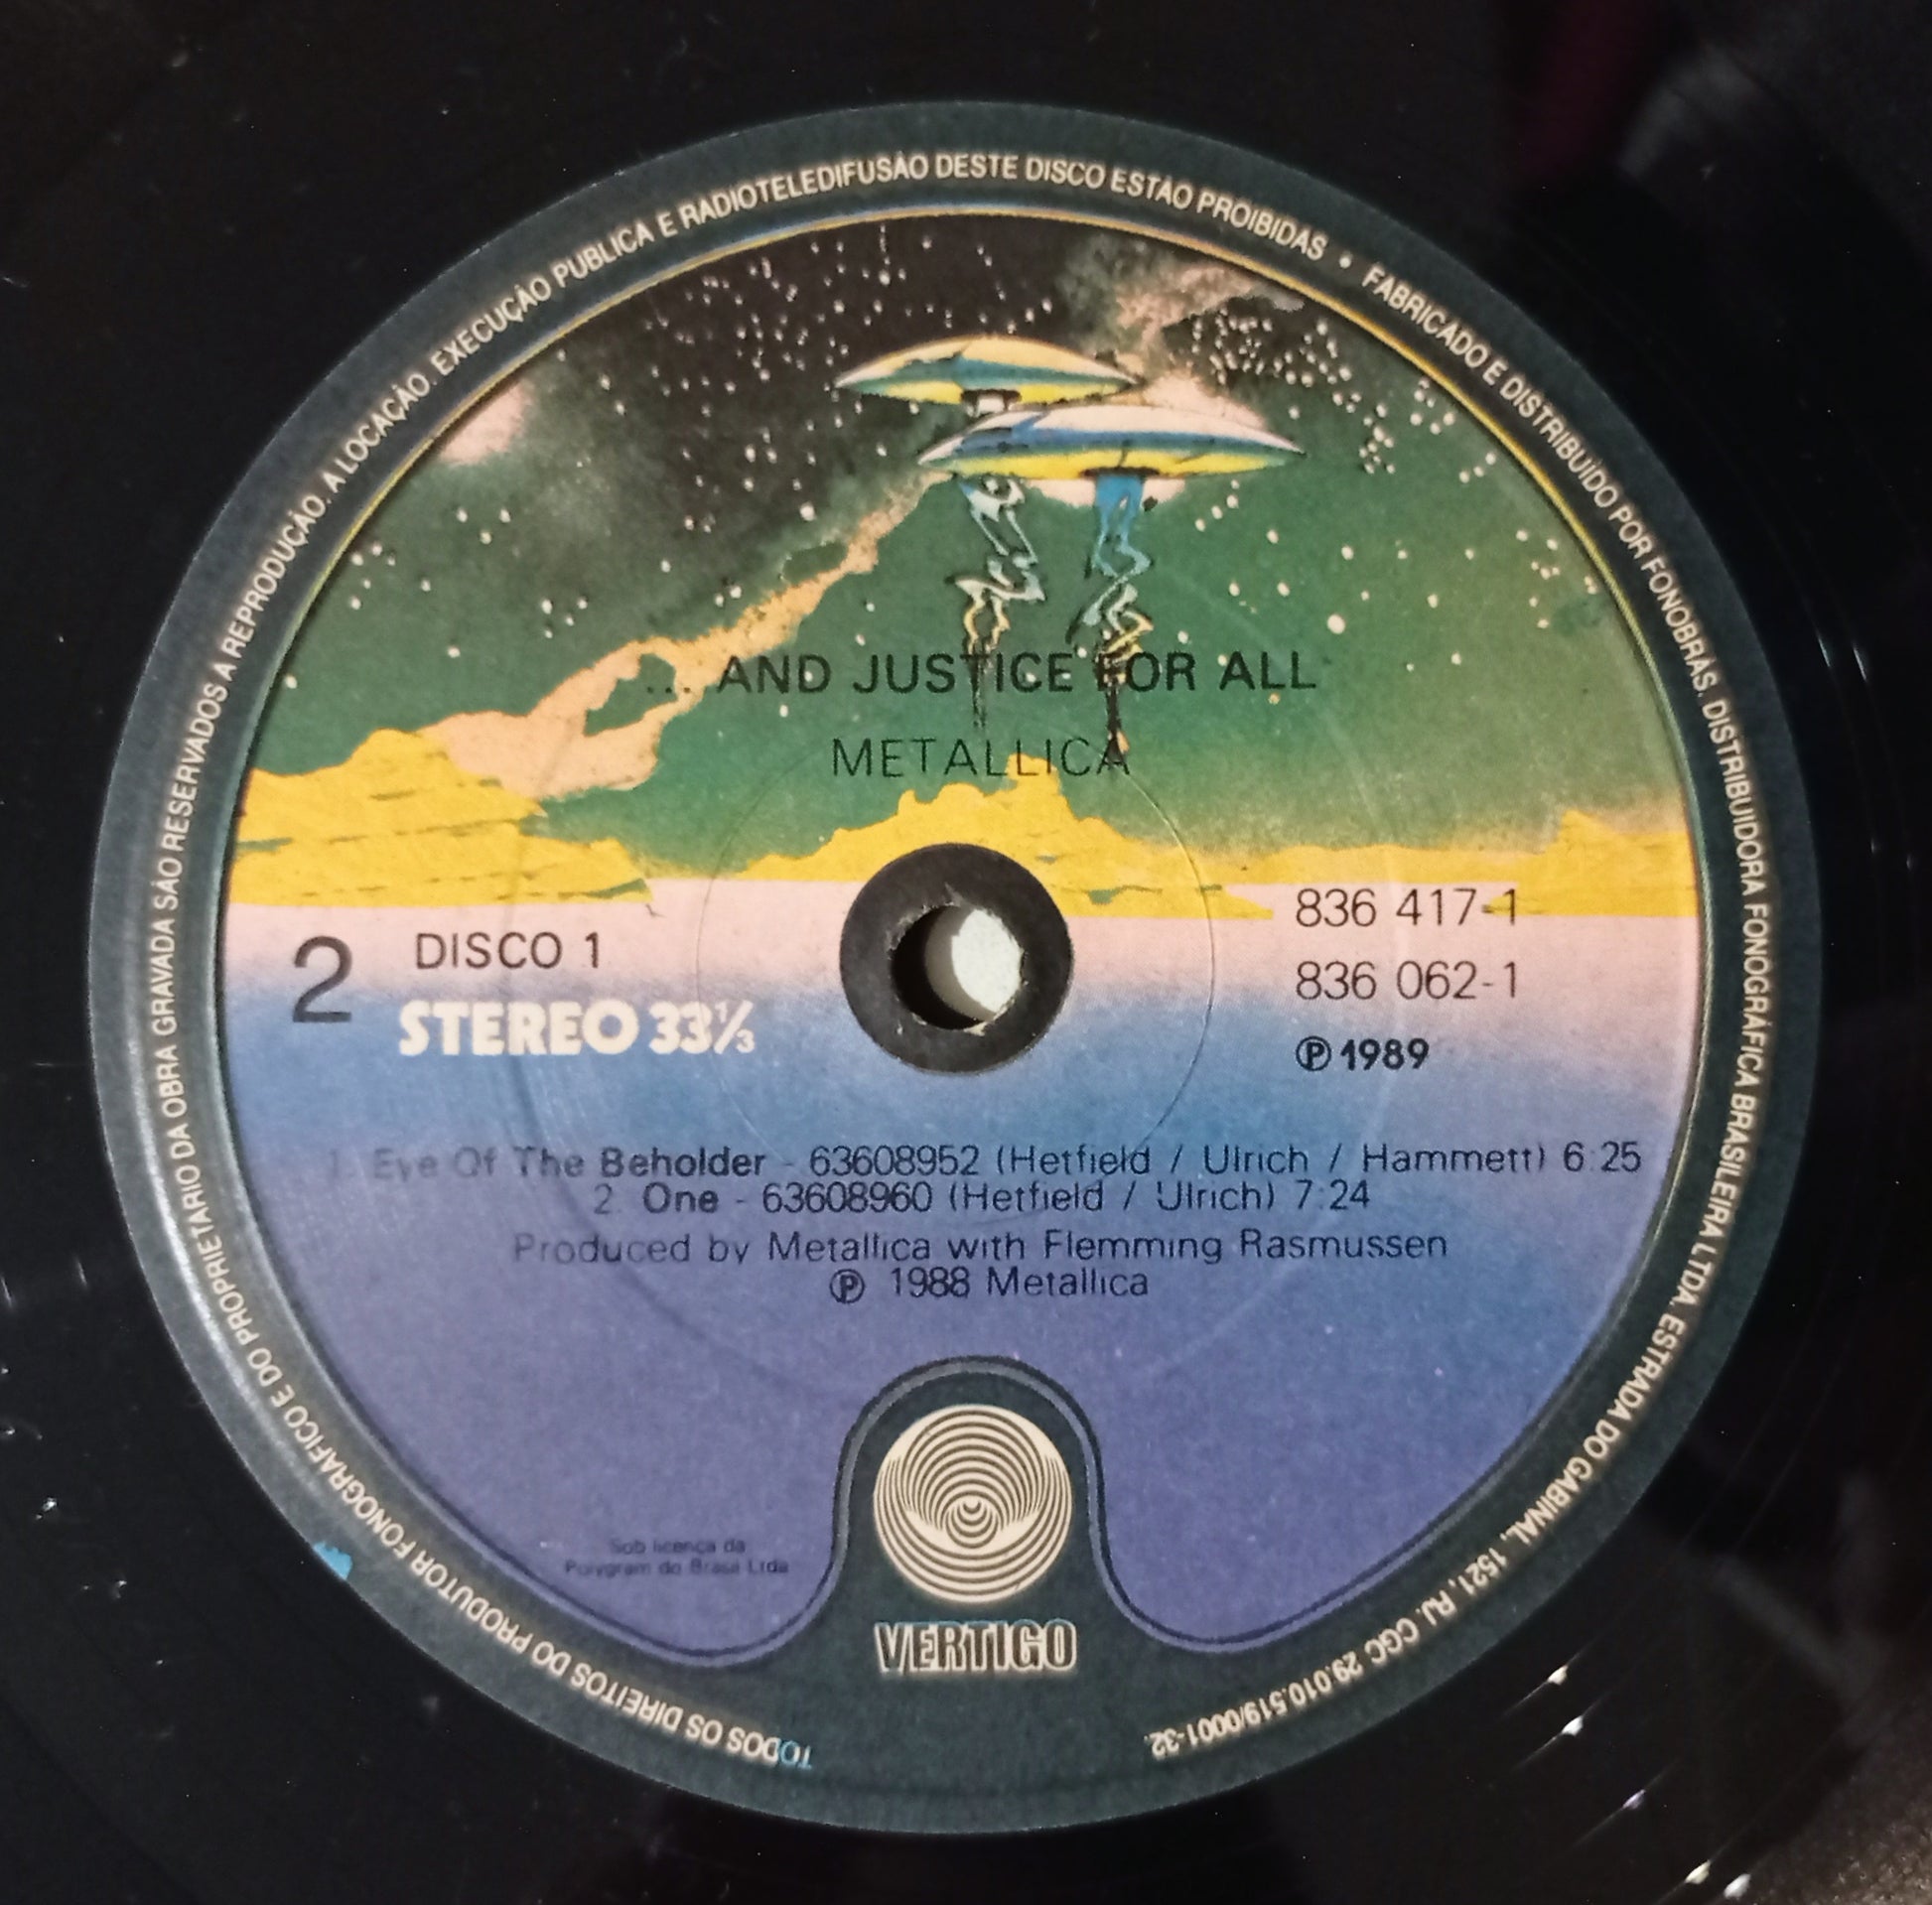 TODOS OS DIREITOS DO PRODUTOR FONOGRAFICO E DO PROPRIETARIO DA OBRA GRAVADA SÃO RESERVADOS A REPRODUÇÃO. A LOCAÇÃO. EXECUÇÃO PUBLICA E RADIOTELEDIFUSÃO DESTE DISCO ESTÃO PROIBIDAS • FABRICADO E DISTRIBUÍDO POR FONOBRÁS. DISTRIBUIDORA FONOGRÁFICA BRASILEIRA LTDA. ESTRADA DO GABINAL, 1521, RJ. CGC 29.010.519/0001-32.
... AND JUSTICE FOR ALL
METALLICA
836 417-1
2 DISCO 1
836 062-1
STEREO 33⅓
℗ 1989
1. Eye Of The Beholder - 63608952 (Hetfield / Ulrich / Hammett) 6:25
2. One - 63608960 (Hetfield / Ulrich) 7:24
Produced by Metallica with Flemming Rasmussen
℗ 1988 Metallica
Sob licença da
Polygram do Brasil Ltda
VERTIGO